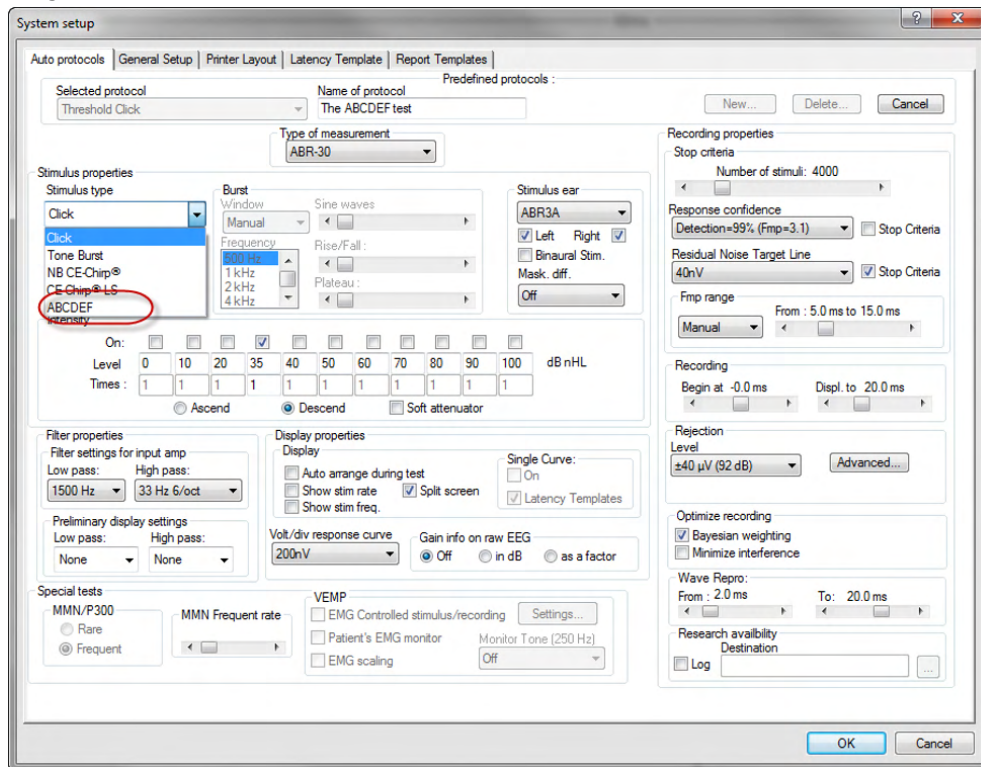 System setup
Auto protocols General Setup Printer Layout Latency Template Report Templates
Predefined protocols :
Selected protocol
Threshold Click
Name of protocol
The ABCDEF test
New... Delete... Cancel
Type of measurement
ABR-30
Stimulus properties
Stimulus type
Click
Click
Tone Burst
NB CE-Chirp®
CE-Chirp® LS
ABCDEF
Burst
Window
Manual
Sine waves
Frequency
500 Hz
1 kHz
2 kHz
4 kHz
Rise/Fall :
Plateau :
Stimulus ear
ABR3A
Left Right
Binaural Stim.
Mask. diff.
Off
Intensity
On:
Level 0 10 20 35 40 50 60 70 80 90 100 dB nHL
Times : 1 1 1 1 1 1 1 1 1 1 1
Ascend Descend Soft attenuator
Filter properties
Filter settings for input amp
Low pass: High pass:
1500 Hz 33 Hz 6/oct
Preliminary display settings
Low pass: High pass:
None None
Display properties
Display
Auto arrange during test
Show stim rate Split screen
Show stim freq.
Single Curve:
On
Latency Templates
Volt/div response curve
200nV
Gain info on raw EEG
Off in dB as a factor
Special tests
MMN/P300
Rare
Frequent
MMN Frequent rate
VEMP
EMG Controlled stimulus/recording Settings...
Patient's EMG monitor Monitor Tone (250 Hz)
EMG scaling Off
Recording properties
Stop criteria
Number of stimuli: 4000
Response confidence
Detection=99% (Fmp=3.1) Stop Criteria
Residual Noise Target Line
40nV Stop Criteria
Fmp range
From : 5.0 ms to 15.0 ms
Manual
Recording
Begin at -0.0 ms Displ. to 20.0 ms
Rejection
Level
±40 µV (92 dB) Advanced...
Optimize recording
Bayesian weighting
Minimize interference
Wave Repro:
From : 2.0 ms To: 20.0 ms
Research availbility
Destination
Log ...
OK Cancel